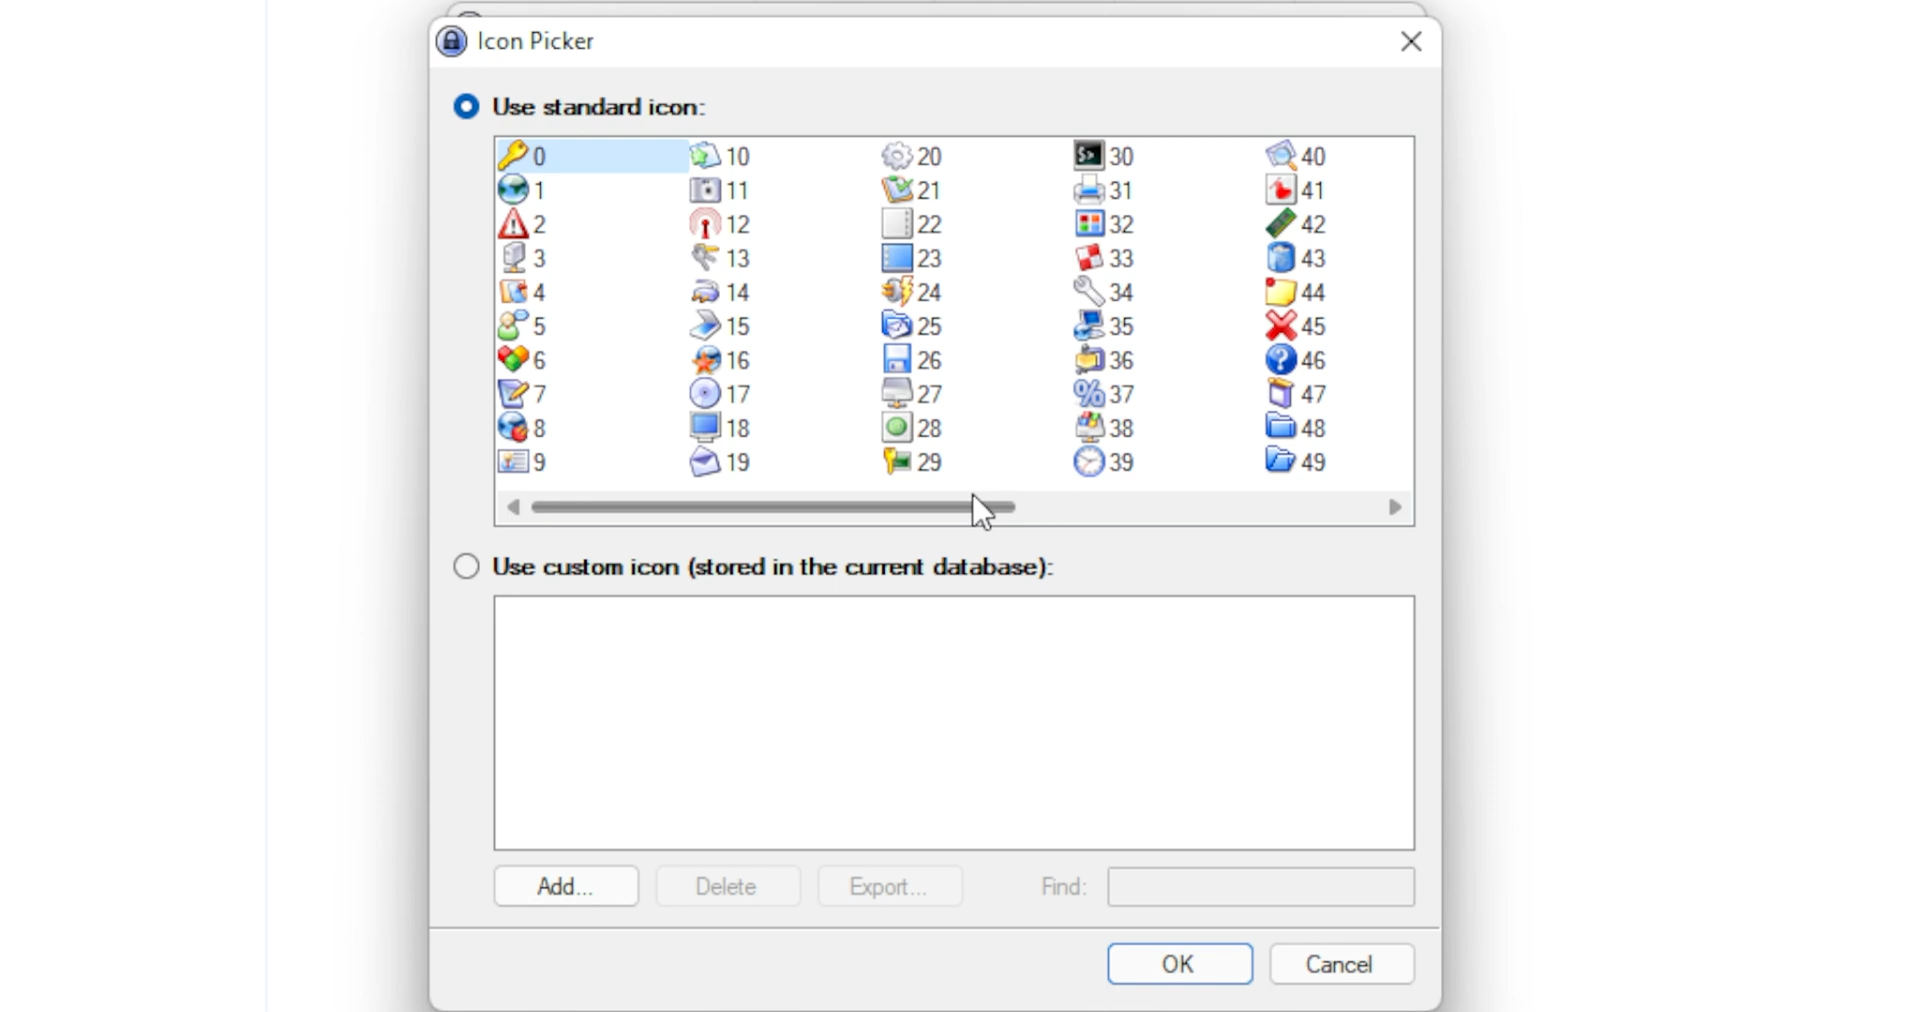 Icon Picker
Use standard icon:
0 10 20 30 40
1 11 21 31 41
2 12 22 32 42
3 13 23 33 43
4 14 24 34 44
5 15 25 35 45
6 16 26 36 46
7 17 27 37 47
8 18 28 38 48
9 19 29 39 49
Use custom icon (stored in the current database):
Add... Delete Export... Find:
OK Cancel